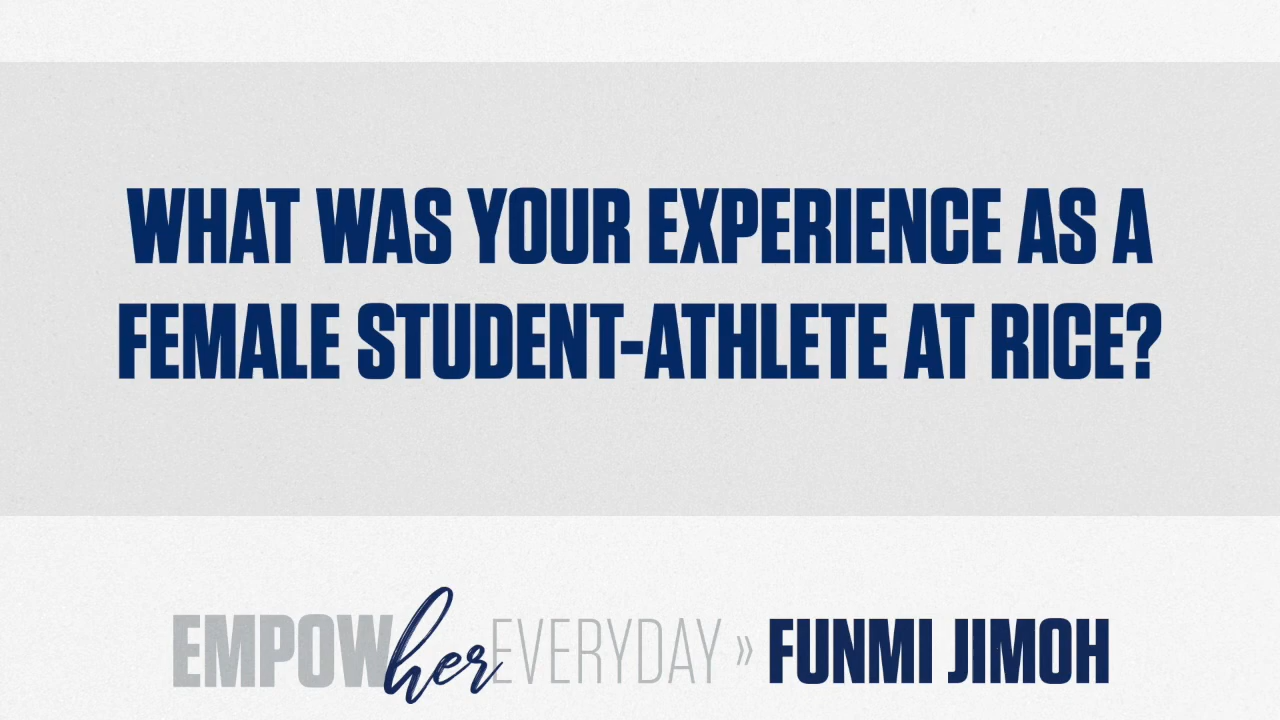 WHAT WAS YOUR EXPERIENCE AS A
FEMALE STUDENT-ATHLETE AT RICE?
EMPOWherEVERYDAY » FUNMI JIMOH